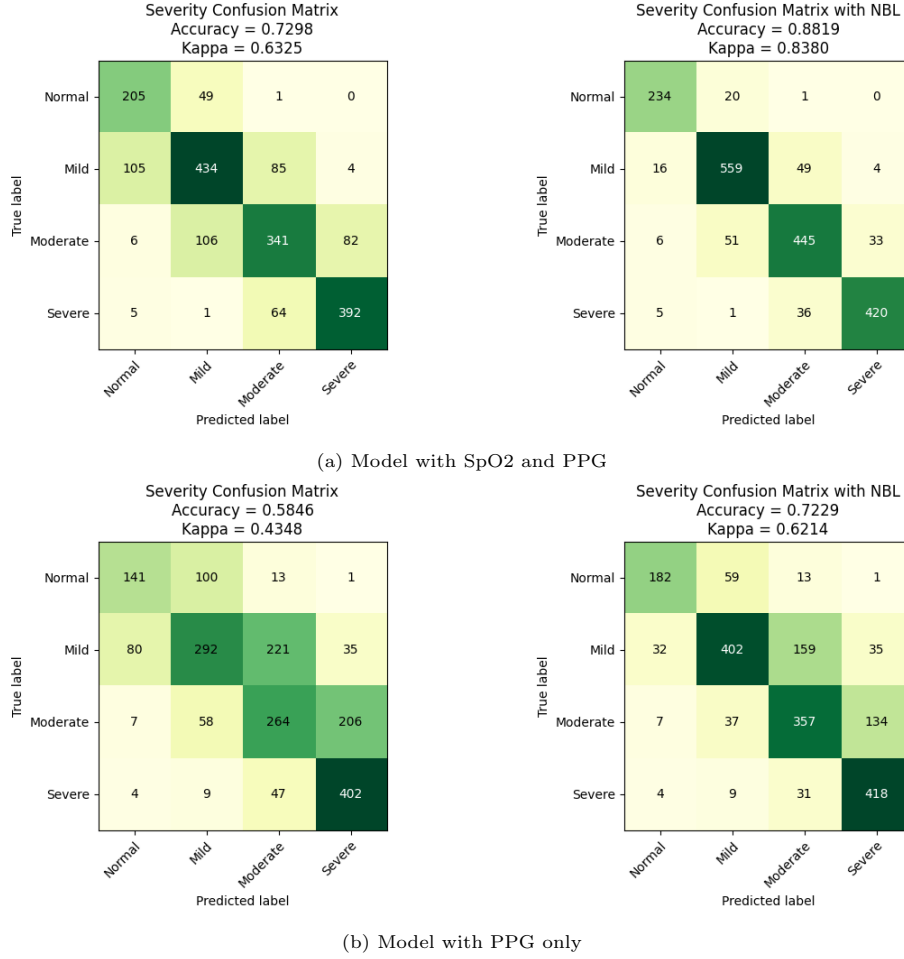 Severity Confusion Matrix
Accuracy = 0.7298
Kappa = 0.6325
Normal 205 49 1 0
Mild 105 434 85 4
Moderate 6 106 341 82
Severe 5 1 64 392
True label
Normal Mild Moderate Severe
Predicted label
Severity Confusion Matrix with NBL
Accuracy = 0.8819
Kappa = 0.8380
Normal 234 20 1 0
Mild 16 559 49 4
Moderate 6 51 445 33
Severe 5 1 36 420
True label
Normal Mild Moderate Severe
Predicted label
(a) Model with SpO2 and PPG
Severity Confusion Matrix
Accuracy = 0.5846
Kappa = 0.4348
Normal 141 100 13 1
Mild 80 292 221 35
Moderate 7 58 264 206
Severe 4 9 47 402
True label
Normal Mild Moderate Severe
Predicted label
Severity Confusion Matrix with NBL
Accuracy = 0.7229
Kappa = 0.6214
Normal 182 59 13 1
Mild 32 402 159 35
Moderate 7 37 357 134
Severe 4 9 31 418
True label
Normal Mild Moderate Severe
Predicted label
(b) Model with PPG only